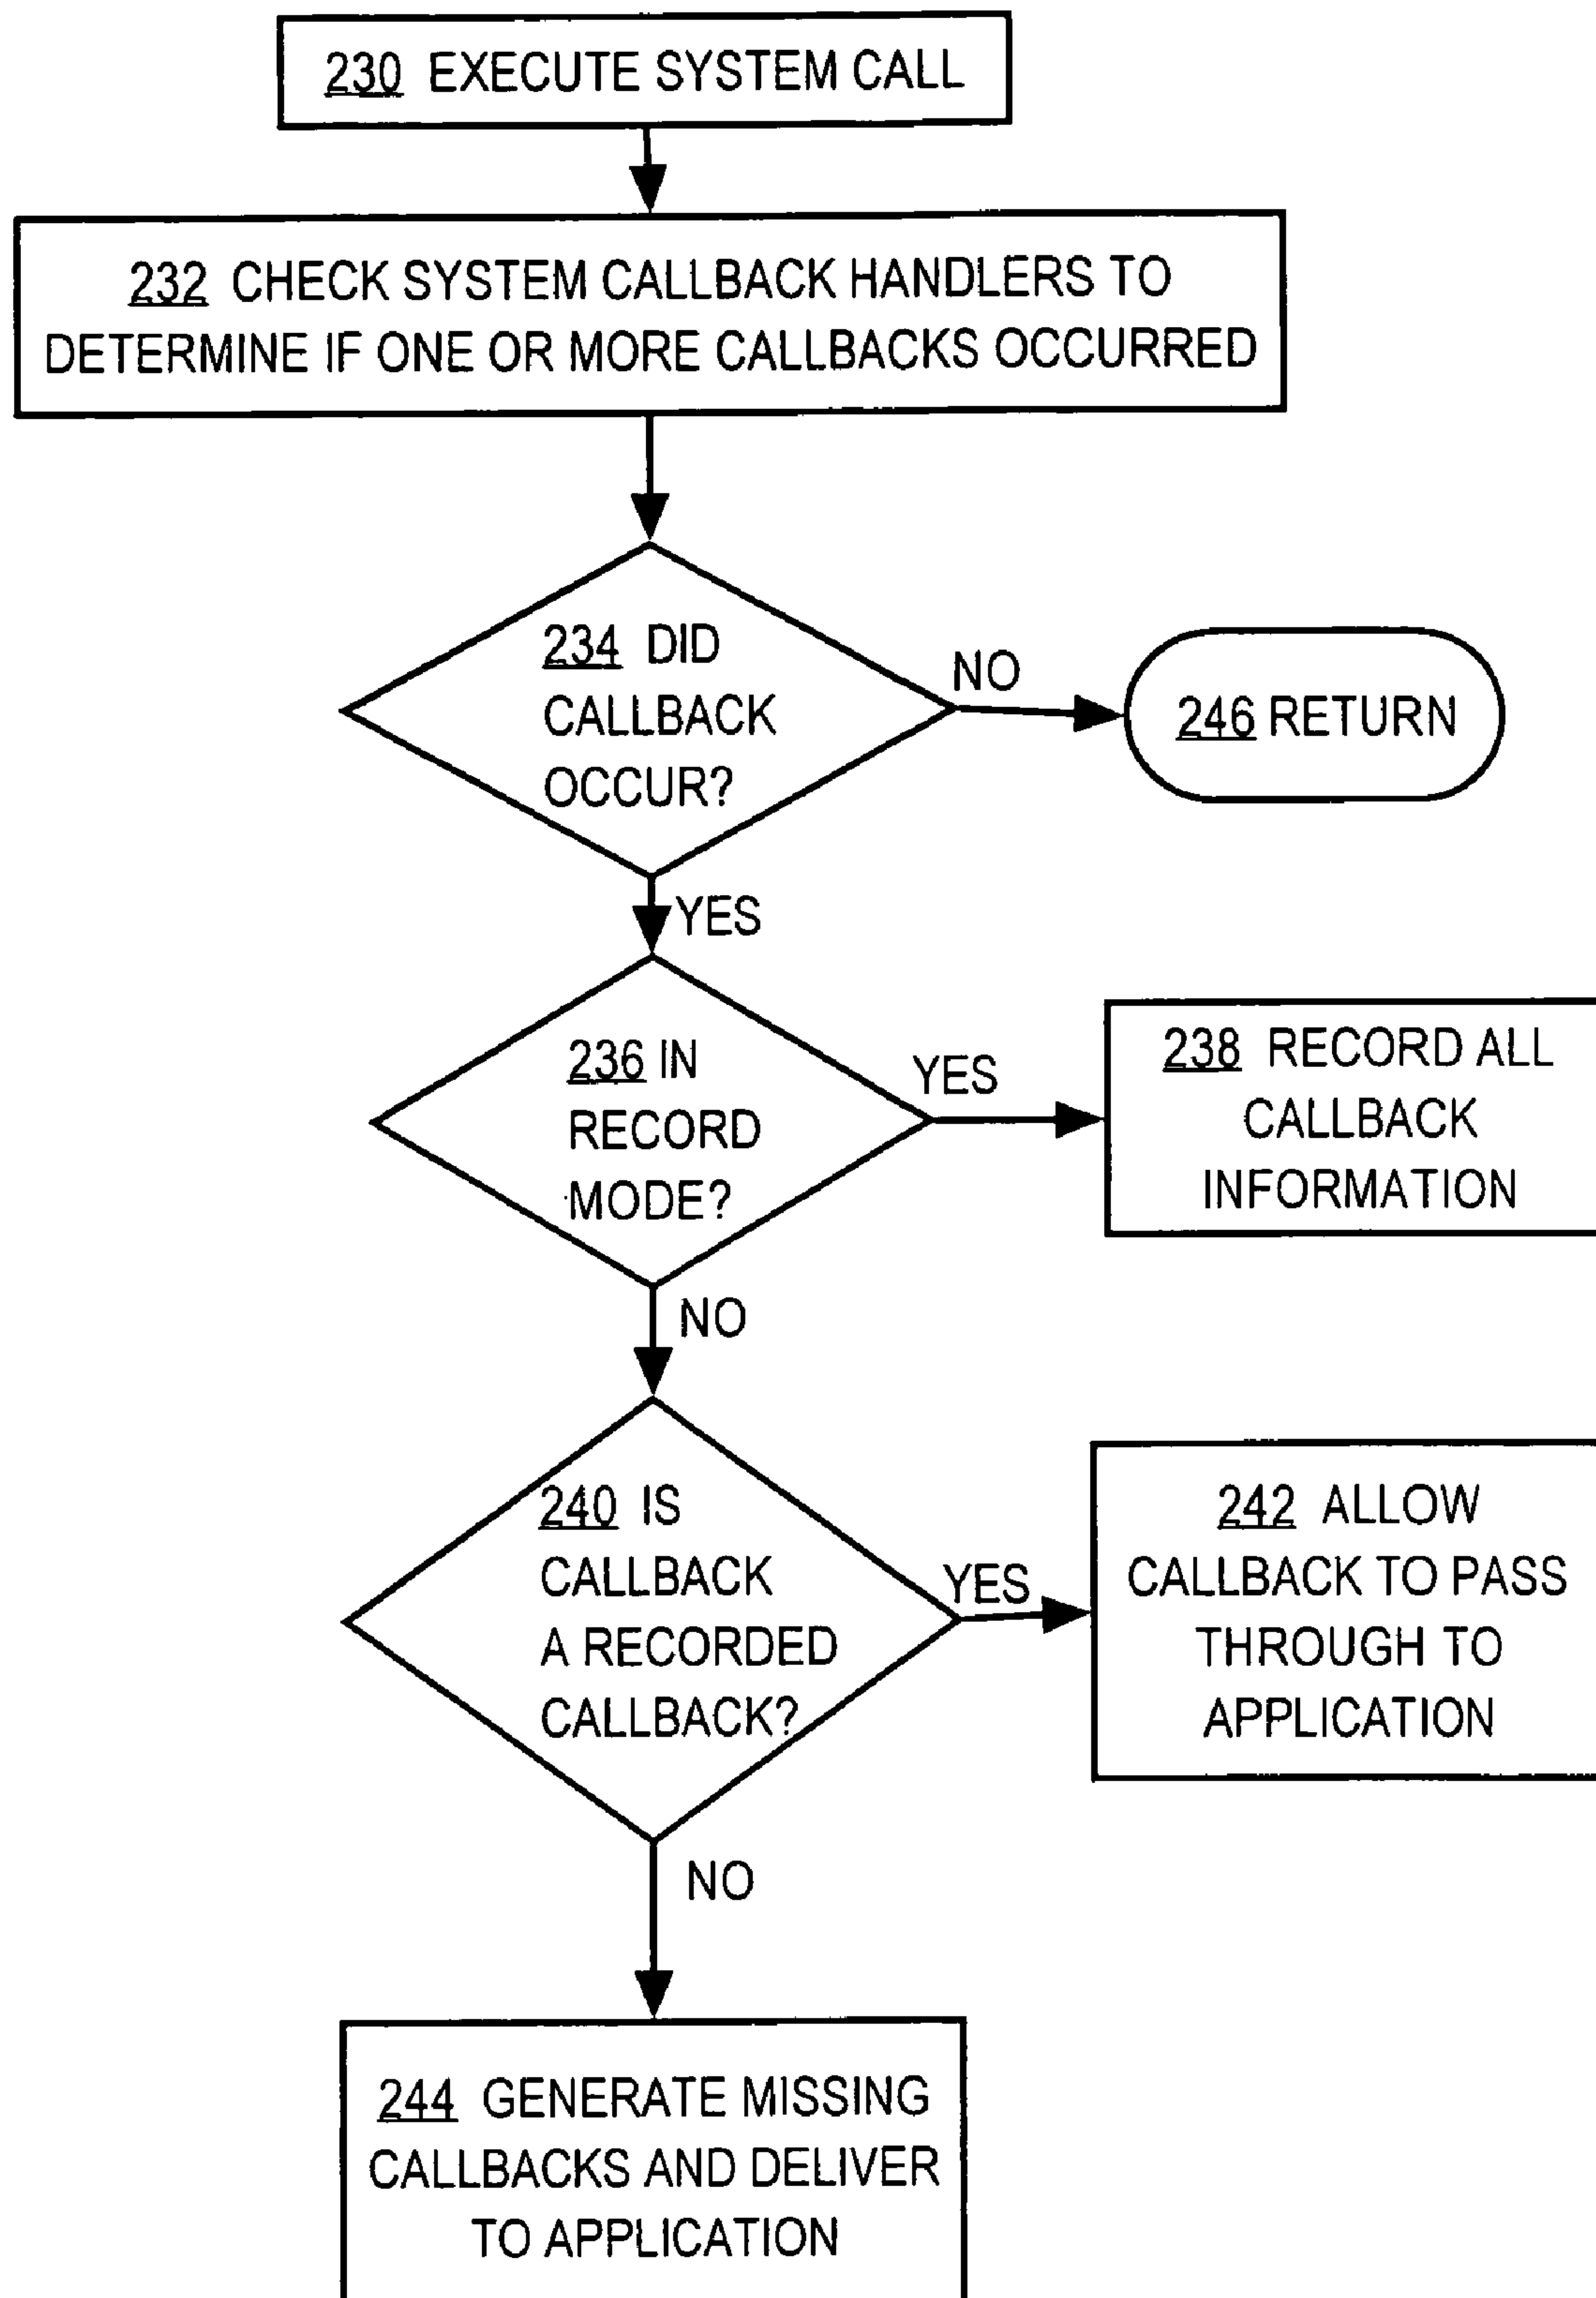 230 EXECUTE SYSTEM CALL
232 CHECK SYSTEM CALLBACK HANDLERS TO
DETERMINE IF ONE OR MORE CALLBACKS OCCURRED
234 DID
CALLBACK
OCCUR?
NO
246 RETURN
YES
236 IN
RECORD
MODE?
YES
238 RECORD ALL
CALLBACK
INFORMATION
NO
240 IS
CALLBACK
A RECORDED
CALLBACK?
YES
242 ALLOW
CALLBACK TO PASS
THROUGH TO
APPLICATION
NO
244 GENERATE MISSING
CALLBACKS AND DELIVER
TO APPLICATION